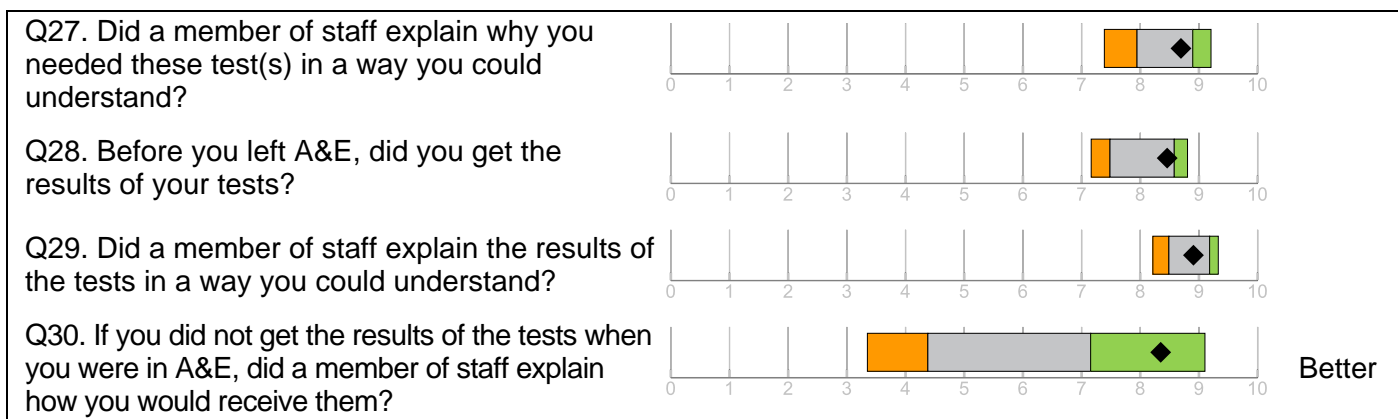 Q27. Did a member of staff explain why you
needed these test(s) in a way you could
understand?
0 1 2 3 4 5 6 7 8 9 10
Q28. Before you left A&E, did you get the
results of your tests?
0 1 2 3 4 5 6 7 8 9 10
Q29. Did a member of staff explain the results of
the tests in a way you could understand?
0 1 2 3 4 5 6 7 8 9 10
Q30. If you did not get the results of the tests when
you were in A&E, did a member of staff explain
how you would receive them?
0 1 2 3 4 5 6 7 8 9 10
Better